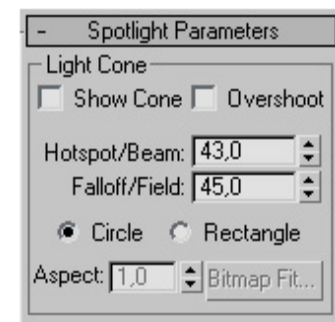 - Spotlight Parameters
Light Cone
Show Cone Overshoot
Hotspot/Beam: 43,0
Falloff/Field: 45,0
Circle Rectangle
Aspect: 1,0 Bitmap Fit...